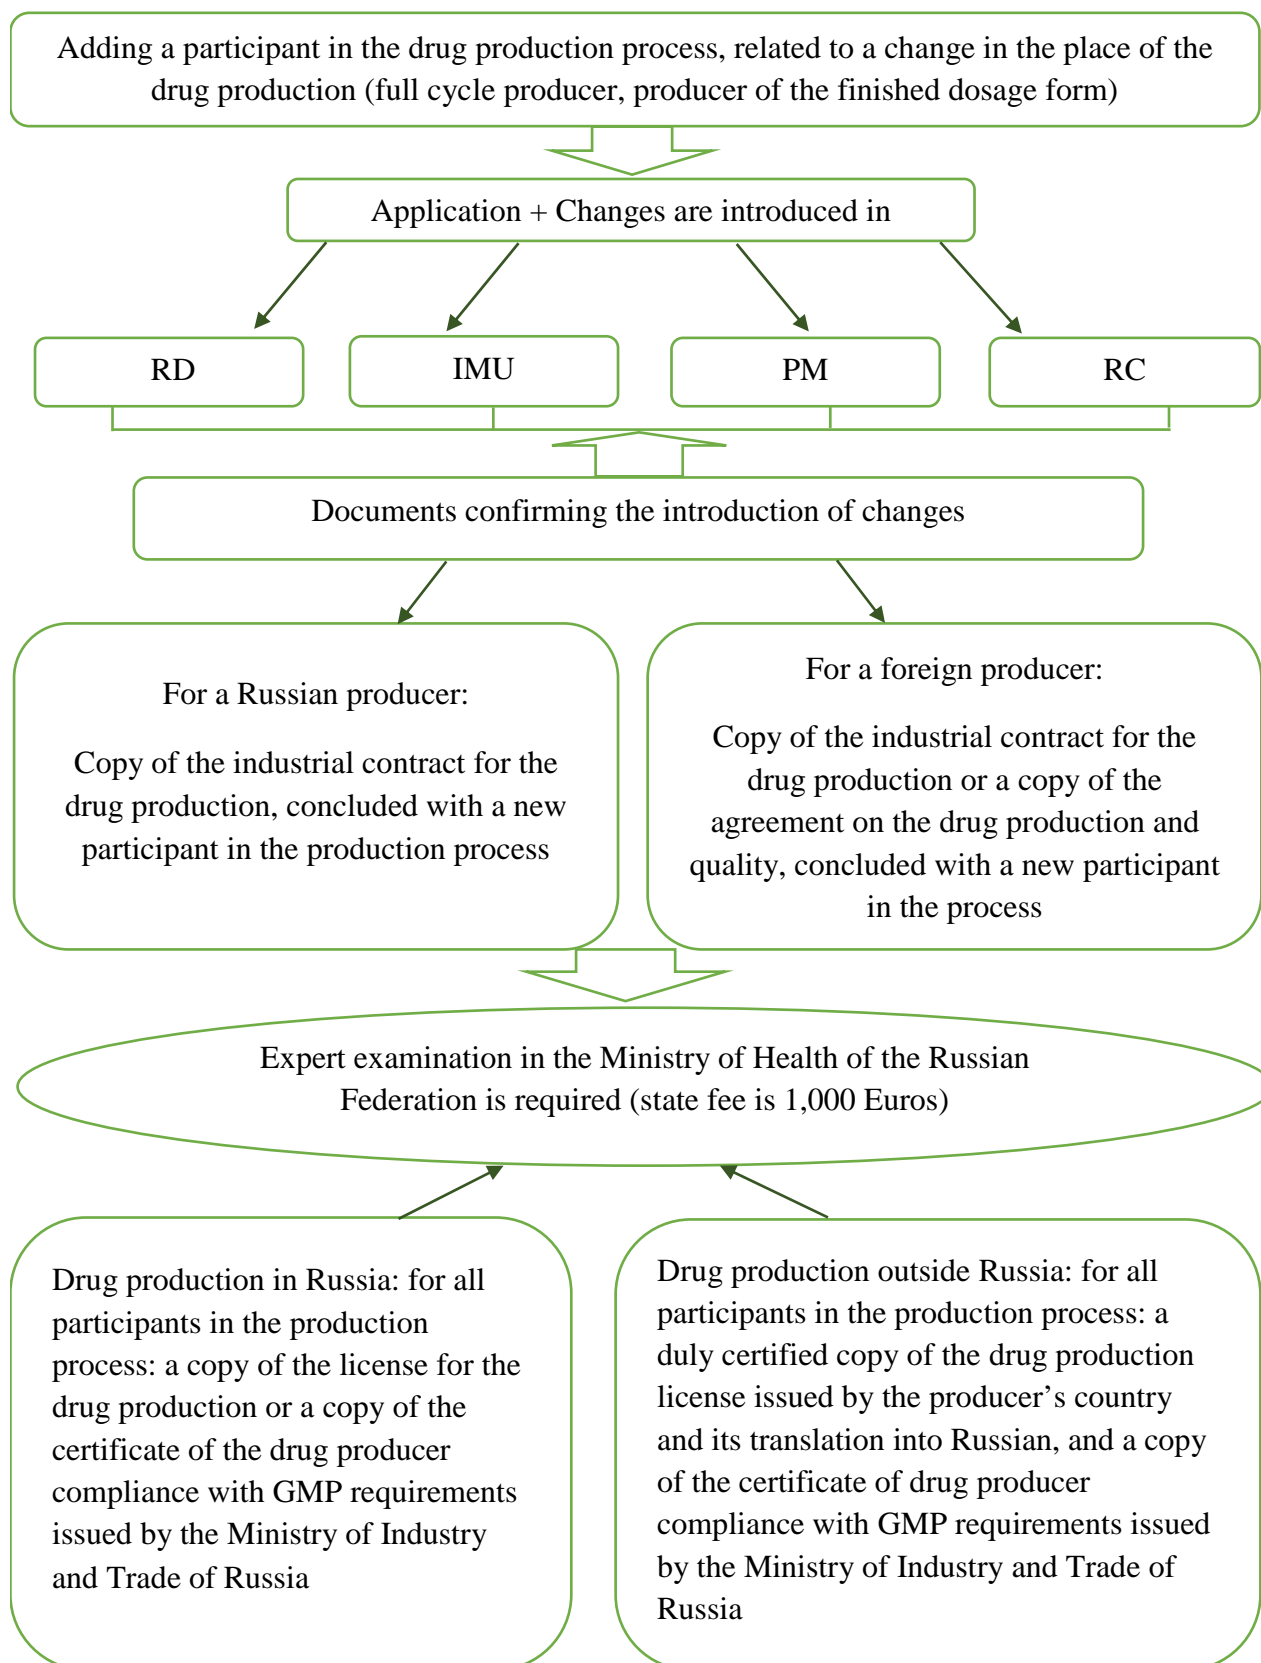 Adding a participant in the drug production process, related to a change in the place of the
drug production (full cycle producer, producer of the finished dosage form)
Application + Changes are introduced in
RD
IMU
PM
RC
Documents confirming the introduction of changes
For a Russian producer:
Copy of the industrial contract for the
drug production, concluded with a new
participant in the production process
For a foreign producer:
Copy of the industrial contract for the
drug production or a copy of the
agreement on the drug production and
quality, concluded with a new participant
in the process
Expert examination in the Ministry of Health of the Russian
Federation is required (state fee is 1,000 Euros)
Drug production in Russia: for all
participants in the production
process: a copy of the license for the
drug production or a copy of the
certificate of the drug producer
compliance with GMP requirements
issued by the Ministry of Industry
and Trade of Russia
Drug production outside Russia: for all
participants in the production process: a
duly certified copy of the drug production
license issued by the producer’s country
and its translation into Russian, and a copy
of the certificate of drug producer
compliance with GMP requirements issued
by the Ministry of Industry and Trade of
Russia